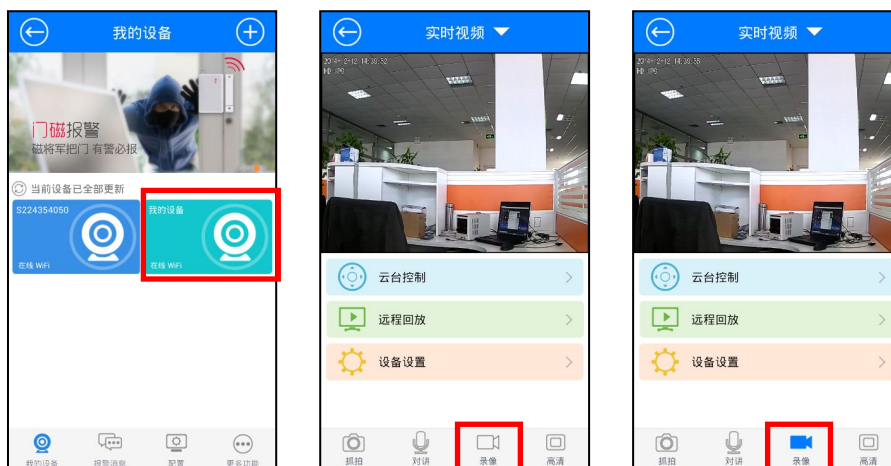 我的设备
门磁报警
磁将军把门 有警必报
当前设备已全部更新
S224354050
在线 WiFi
我的设备
在线 WiFi
我的设备
报警消息
配置
更多功能
实时视频
云台控制
远程回放
设备设置
抓拍
对讲
录像
高清
实时视频
云台控制
远程回放
设备设置
抓拍
对讲
录像
高清